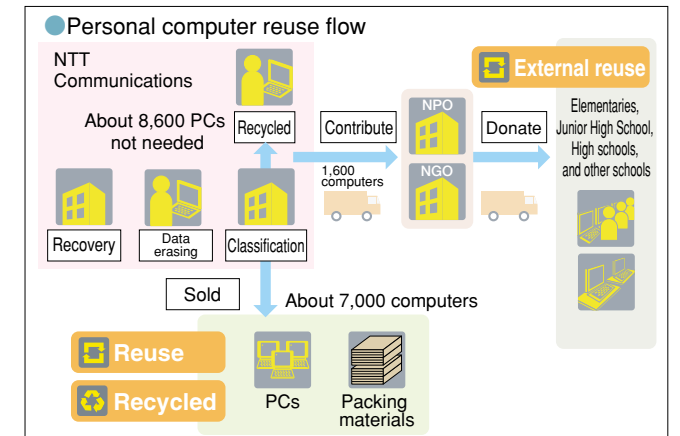 Personal computer reuse flow
NTT
Communications
About 8,600 PCs
not needed
Recycled
Recovery
Data
erasing
Classification
Contribute
1,600
computers
NPO
NGO
Donate
External reuse
Elementaries,
Junior High School,
High schools,
and other schools
Sold
About 7,000 computers
Reuse
Recycled
PCs
Packing
materials